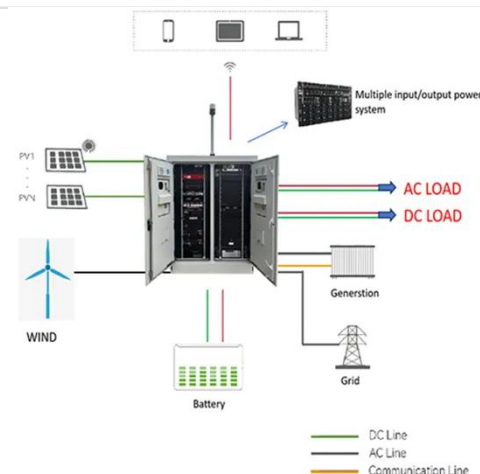 Multiple input/output power
system
PV1
PVN
AC LOAD
DC LOAD
WIND
Generstion
Grid
Battery
DC Line
AC Line
Communication Line